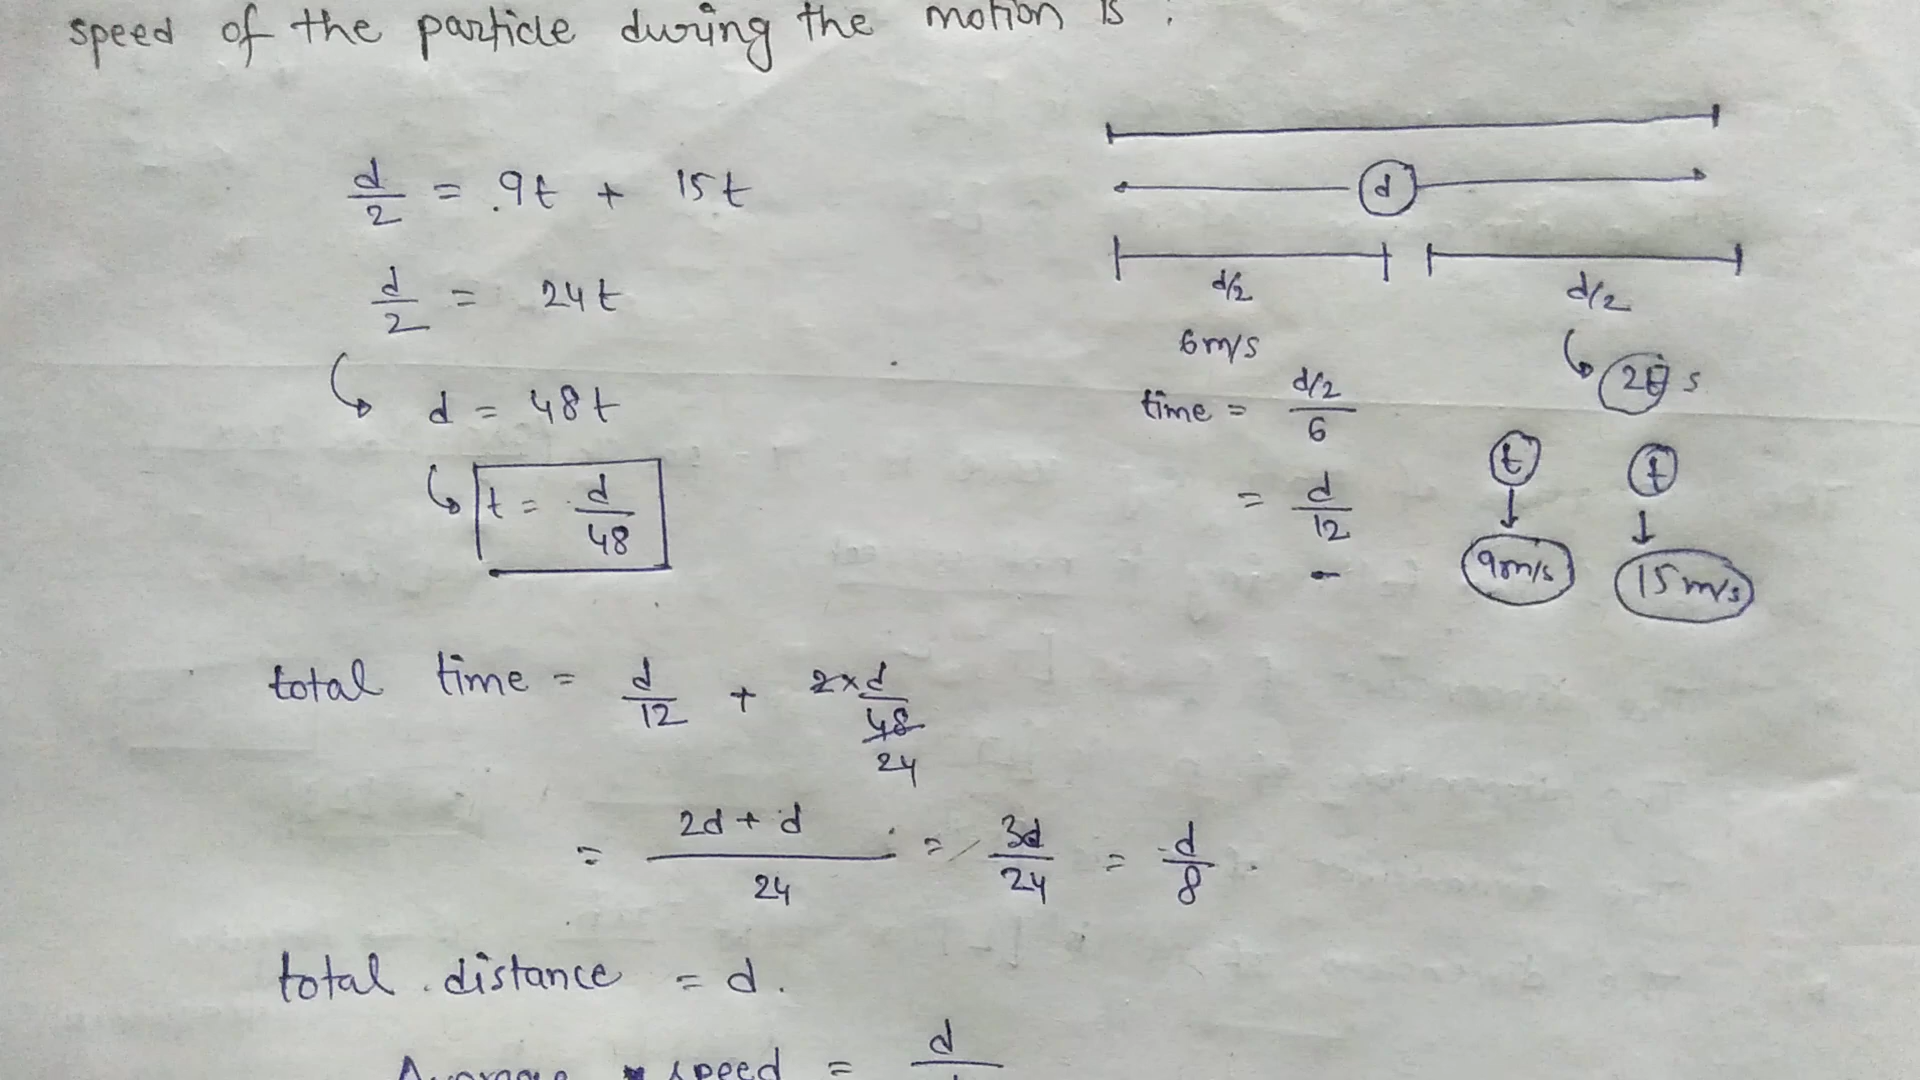 speed of the particle during the motion is :
d/2 = 9t + 15t
d/2 = 24t
d = 48t
t = d/48
d
d/2
d/2
6m/s
2t s
time = d/2/6
= d/12
t
t
9m/s
15 m/s
total time = d/12 + 2×d/48
24
= 2d + d/24 = 3d/24 = d/8
total distance = d.
Average speed = d